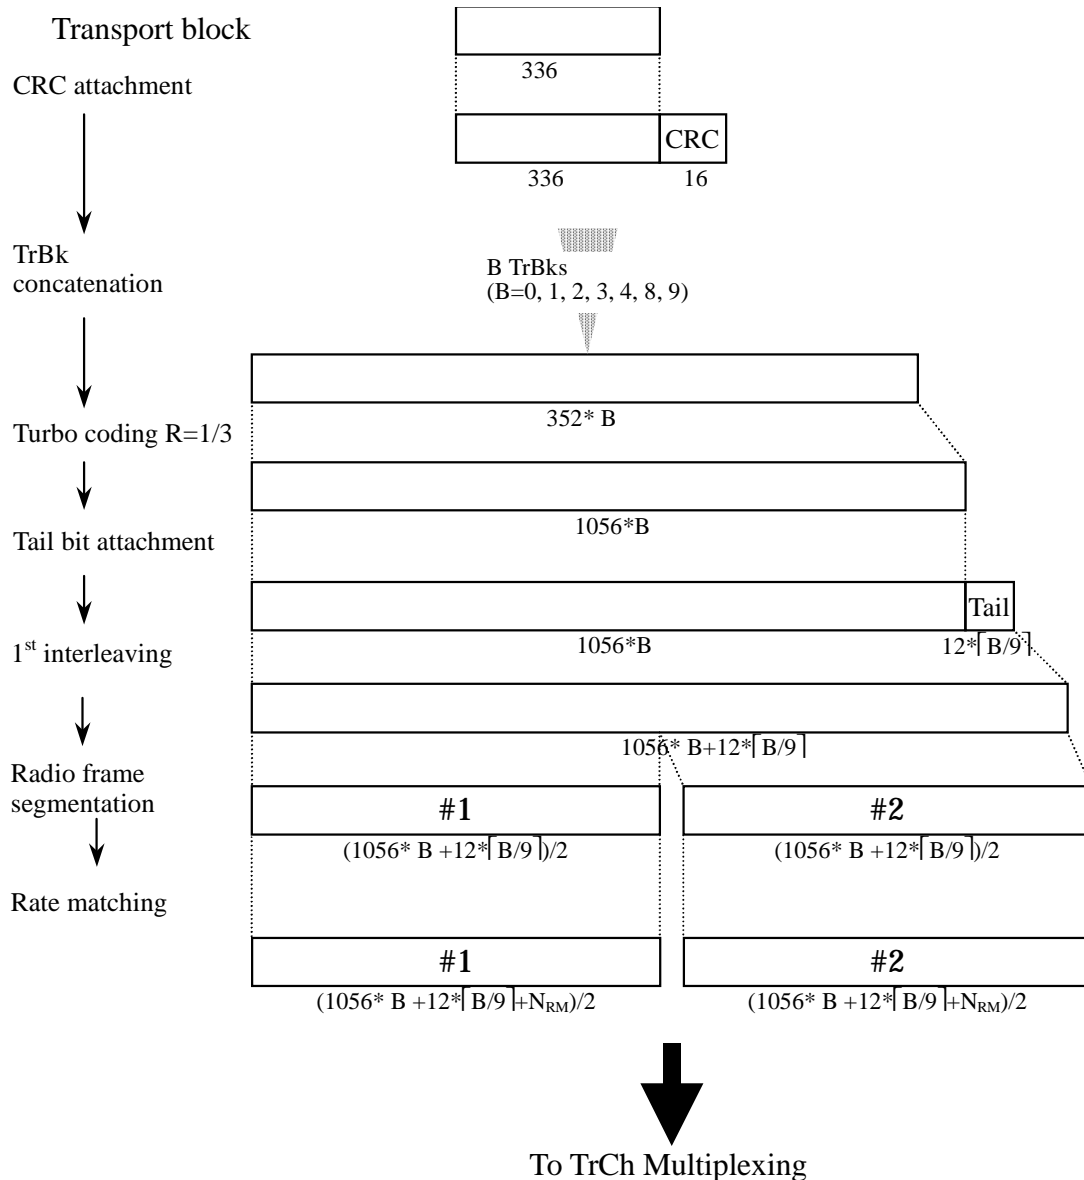 Transport block
336
CRC attachment
CRC
336 16
TrBk
concatenation
B TrBks
(B=0, 1, 2, 3, 4, 8, 9)
352* B
Turbo coding R=1/3
1056*B
Tail bit attachment
Tail
1056*B 12*⌈B/9⌉
1st interleaving
1056* B+12*⌈B/9⌉
Radio frame
segmentation
#1 #2
(1056* B +12*⌈B/9⌉)/2 (1056* B +12*⌈B/9⌉)/2
Rate matching
#1 #2
(1056* B +12*⌈B/9⌉+NRM)/2 (1056* B +12*⌈B/9⌉+NRM)/2
To TrCh Multiplexing